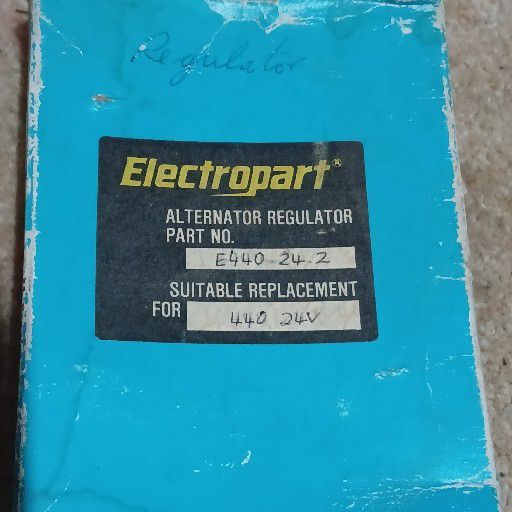 Regulator
Electropart®
ALTERNATOR REGULATOR
PART NO.
E440 24 2
SUITABLE REPLACEMENT
FOR
440 24V